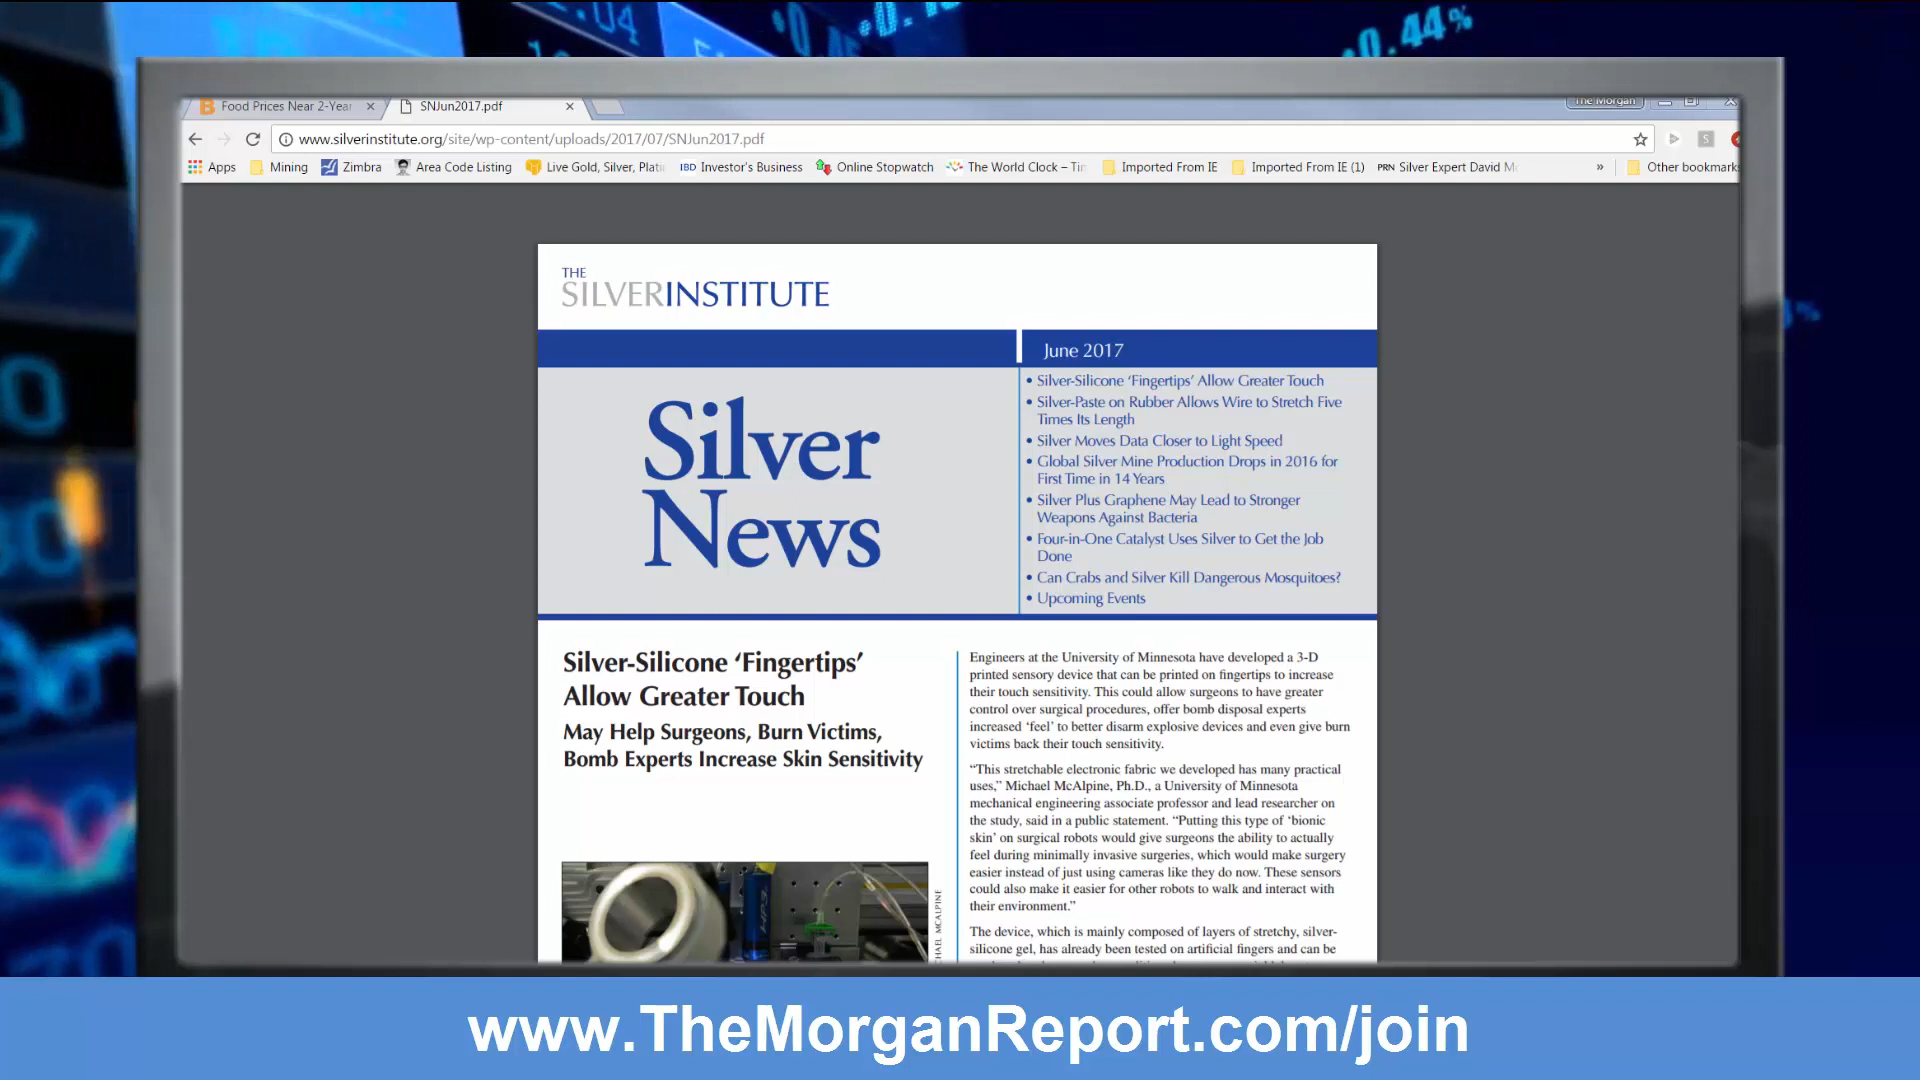 0.44%
The Morgan
Food Prices Near 2-Year
SNJun2017.pdf
www.silverinstitute.org/site/wp-content/uploads/2017/07/SNJun2017.pdf
Apps Mining Zimbra Area Code Listing Live Gold, Silver, Plati IBD Investor's Business Online Stopwatch The World Clock – Tim Imported From IE Imported From IE (1) PRN Silver Expert David Mo » Other bookmarks
THE
SILVERINSTITUTE
June 2017
Silver
News
• Silver-Silicone ‘Fingertips’ Allow Greater Touch
• Silver-Paste on Rubber Allows Wire to Stretch Five
Times Its Length
• Silver Moves Data Closer to Light Speed
• Global Silver Mine Production Drops in 2016 for
First Time in 14 Years
• Silver Plus Graphene May Lead to Stronger
Weapons Against Bacteria
• Four-in-One Catalyst Uses Silver to Get the Job
Done
• Can Crabs and Silver Kill Dangerous Mosquitoes?
• Upcoming Events
Silver-Silicone ‘Fingertips’
Allow Greater Touch
May Help Surgeons, Burn Victims,
Bomb Experts Increase Skin Sensitivity
Engineers at the University of Minnesota have developed a 3-D
printed sensory device that can be printed on fingertips to increase
their touch sensitivity. This could allow surgeons to have greater
control over surgical procedures, offer bomb disposal experts
increased ‘feel’ to better disarm explosive devices and even give burn
victims back their touch sensitivity.
“This stretchable electronic fabric we developed has many practical
uses,” Michael McAlpine, Ph.D., a University of Minnesota
mechanical engineering associate professor and lead researcher on
the study, said in a public statement. “Putting this type of ‘bionic
skin’ on surgical robots would give surgeons the ability to actually
feel during minimally invasive surgeries, which would make surgery
easier instead of just using cameras like they do now. These sensors
could also make it easier for other robots to walk and interact with
their environment.”
The device, which is mainly composed of layers of stretchy, silver-
silicone gel, has already been tested on artificial fingers and can be
MCALPINE
www.TheMorganReport.com/join